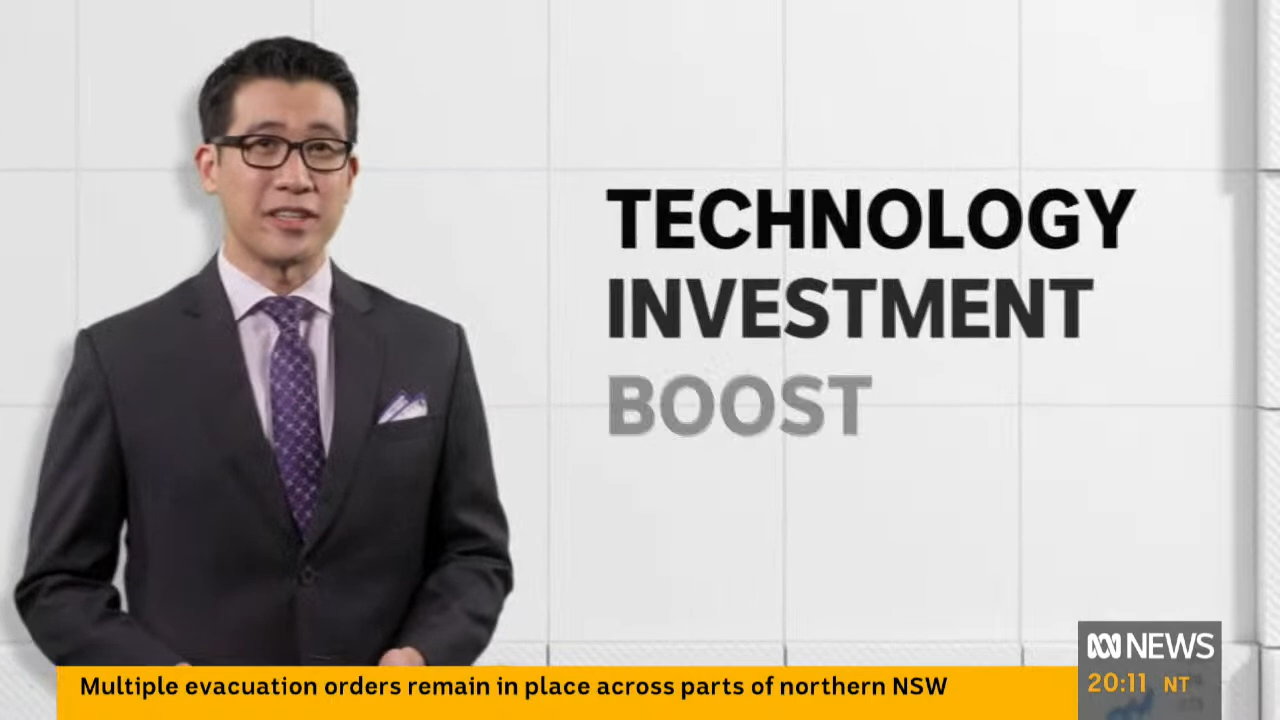 TECHNOLOGY
INVESTMENT
BOOST
NEWS
20:11 NT
Multiple evacuation orders remain in place across parts of northern NSW